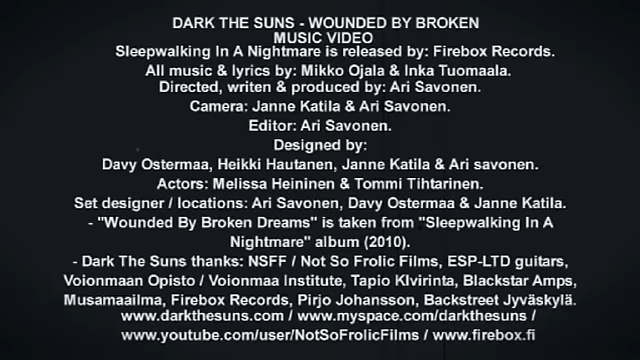 DARK THE SUNS - WOUNDED BY BROKEN
MUSIC VIDEO
Sleepwalking In A Nightmare is released by: Firebox Records.
All music & lyrics by: Mikko Ojala & Inka Tuomaala.
Directed, writen & produced by: Ari Savonen.
Camera: Janne Katila & Ari Savonen.
Editor: Ari Savonen.
Designed by:
Davy Ostermaa, Heikki Hautanen, Janne Katila & Ari savonen.
Actors: Melissa Heininen & Tommi Tihtarinen.
Set designer / locations: Ari Savonen, Davy Ostermaa & Janne Katila.
- "Wounded By Broken Dreams" is taken from "Sleepwalking In A
Nightmare" album (2010).
- Dark The Suns thanks: NSFF / Not So Frolic Films, ESP-LTD guitars,
Voionmaan Opisto / Voionmaa Institute, Tapio KIvirinta, Blackstar Amps,
Musamaailma, Firebox Records, Pirjo Johansson, Backstreet Jyväskylä.
www.darkthesuns.com / www.myspace.com/darkthesuns /
www.youtube.com/user/NotSoFrolicFilms / www.firebox.fi